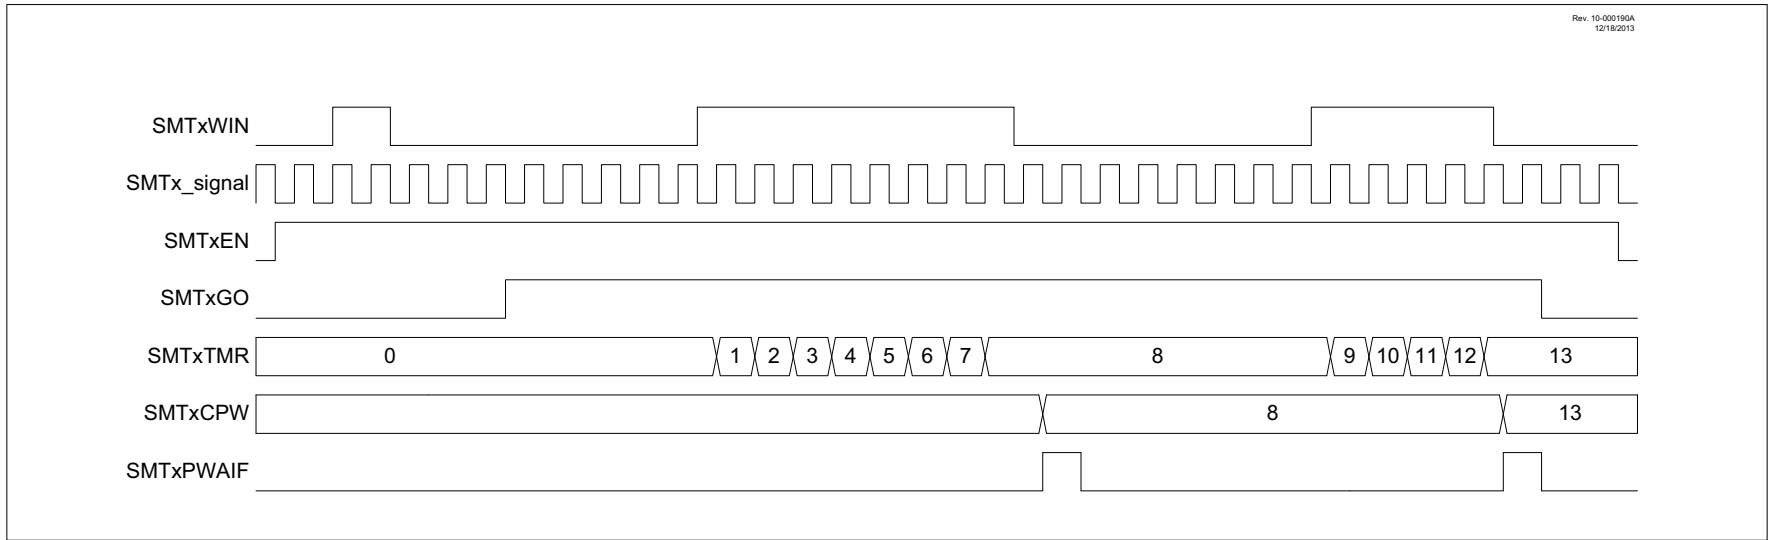 Rev. 10-000190A
12/18/2013
SMTxWIN
SMTx_signal
SMTxEN
SMTxGO
SMTxTMR 0 1 2 3 4 5 6 7 8 9 10 11 12 13
SMTxCPW 8 13
SMTxPWAIF